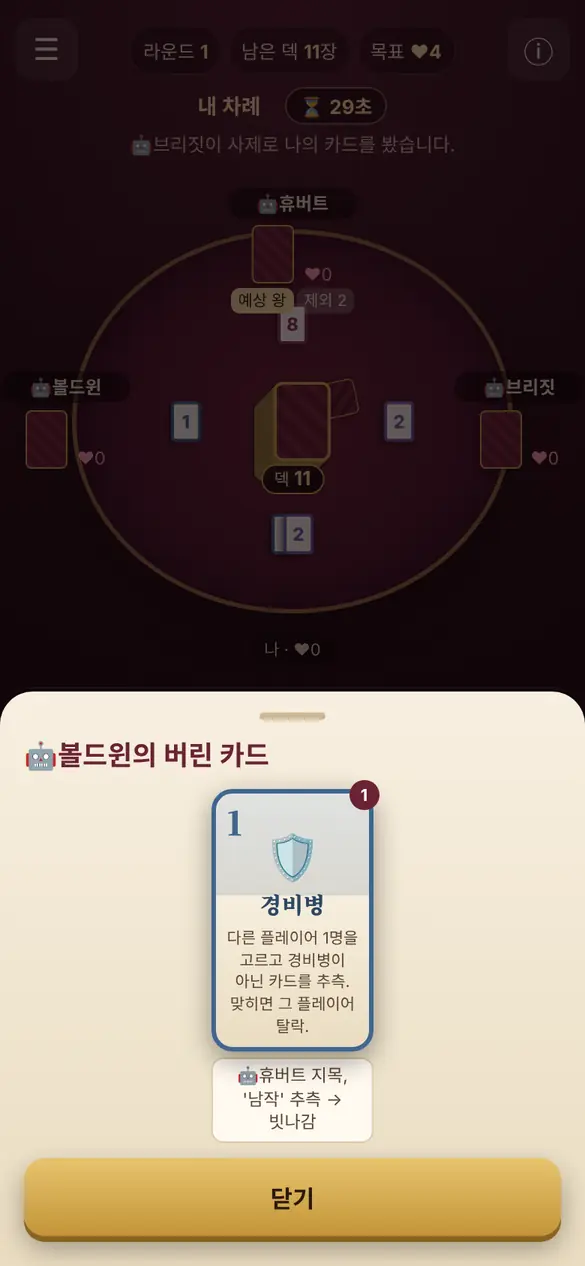 라운드 1
남은 덱 11장
목표 ♥4
내 차례
⏳ 29초
🤖브리짓이 사제로 나의 카드를 봤습니다.
🤖휴버트
♥0
예상 왕
제외 2
8
🤖볼드윈
🤖브리짓
1
2
♥0
♥0
덱 11
2
나 · ♥0
🤖볼드윈의 버린 카드
1
1
경비병
다른 플레이어 1명을
고르고 경비병이
아닌 카드를 추측.
맞히면 그 플레이어
탈락.
🤖휴버트 지목,
'남작' 추측 →
빗나감
닫기